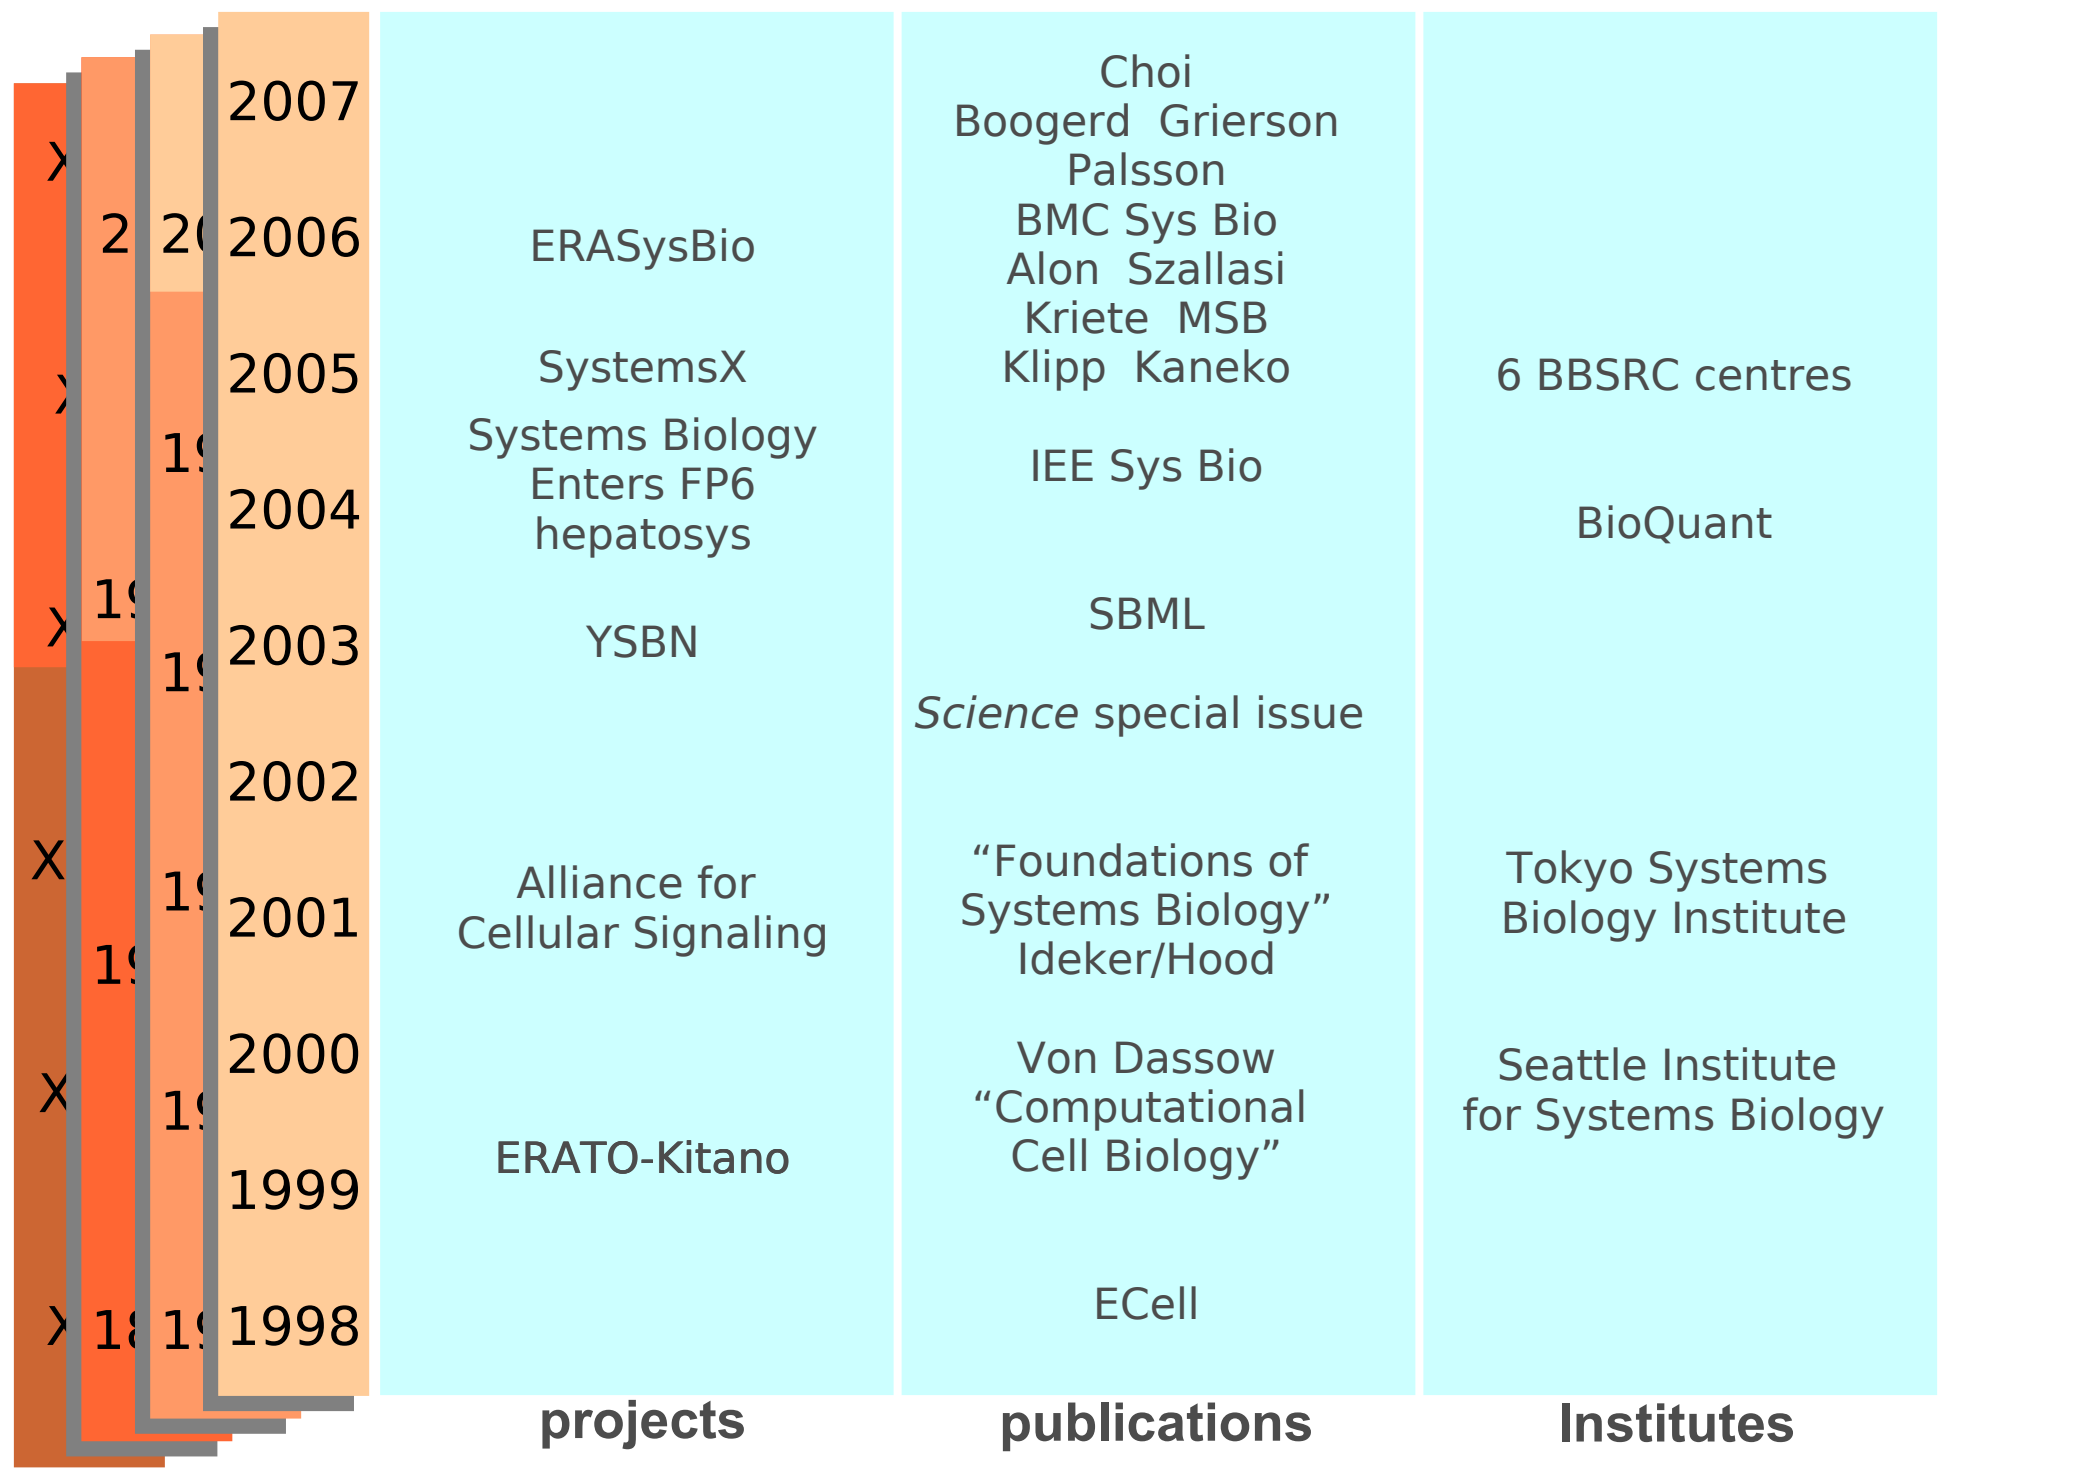 2007
2006
2005
2004
2003
2002
2001
2000
1999
1998
ERASysBio
SystemsX
Systems Biology
Enters FP6
hepatosys
YSBN
Alliance for
Cellular Signaling
ERATO-Kitano
projects
Choi
Boogerd Grierson
Palsson
BMC Sys Bio
Alon Szallasi
Kriete MSB
Klipp Kaneko
IEE Sys Bio
SBML
Science special issue
“Foundations of
Systems Biology”
Ideker/Hood
Von Dassow
“Computational
Cell Biology”
ECell
publications
6 BBSRC centres
BioQuant
Tokyo Systems
Biology Institute
Seattle Institute
for Systems Biology
Institutes